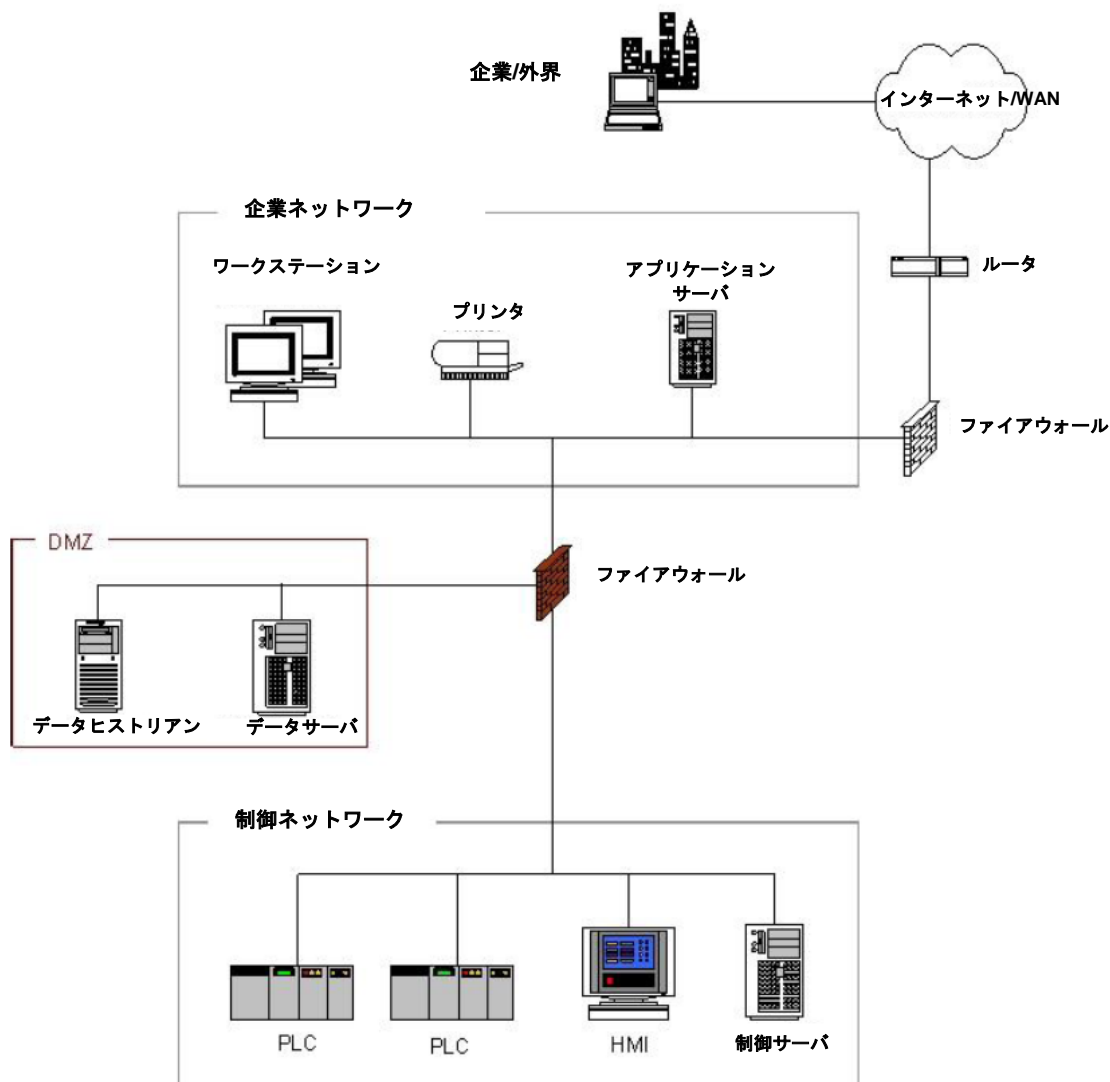 企業/外界
インターネット/WAN
企業ネットワーク
ワークステーション
プリンタ
アプリケーション
サーバ
ルータ
ファイアウォール
DMZ
ファイアウォール
データヒストリアン
データサーバ
制御ネットワーク
PLC
PLC
HMI
制御サーバ